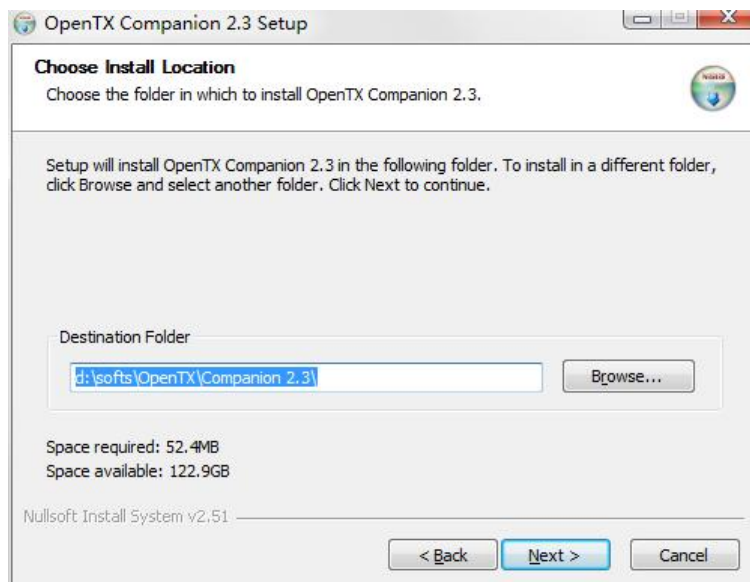 OpenTX Companion 2.3 Setup
Choose Install Location
Choose the folder in which to install OpenTX Companion 2.3.
Setup will install OpenTX Companion 2.3 in the following folder. To install in a different folder,
click Browse and select another folder. Click Next to continue.
Destination Folder
d:\softs\OpenTX\Companion 2.3\
Browse...
Space required: 52.4MB
Space available: 122.9GB
Nullsoft Install System v2.51
< Back
Next >
Cancel